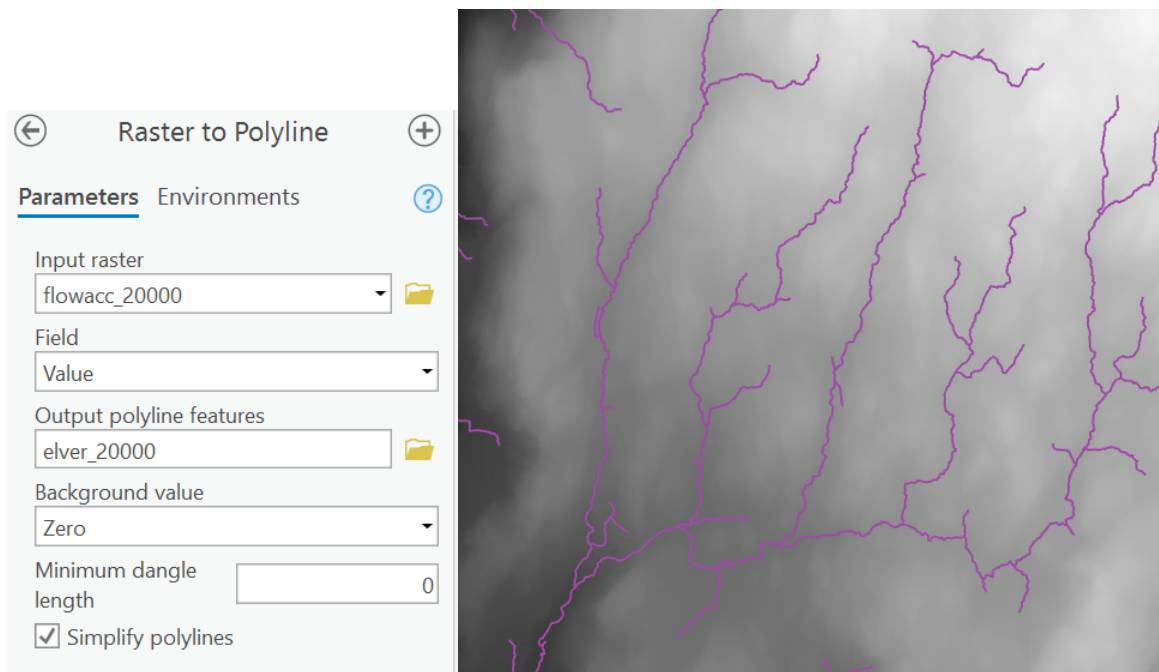 Raster to Polyline
Parameters Environments
Input raster
flowacc_20000
Field
Value
Output polyline features
elver_20000
Background value
Zero
Minimum dangle
length
0
Simplify polylines